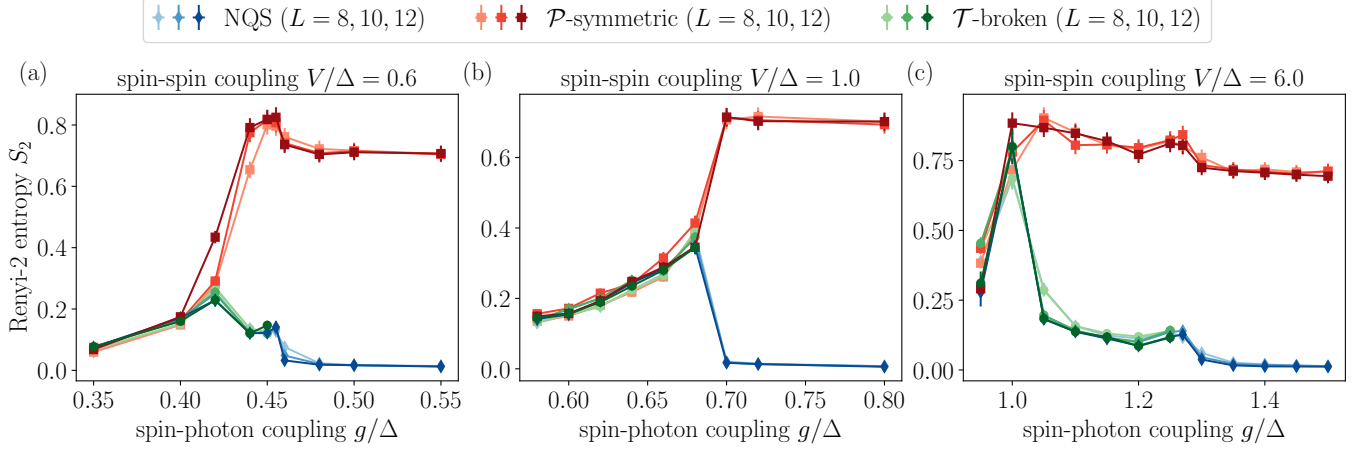 NQS (L = 8, 10, 12) 𝒫-symmetric (L = 8, 10, 12) 𝒯-broken (L = 8, 10, 12)
(a) spin-spin coupling V/Δ = 0.6
(b) spin-spin coupling V/Δ = 1.0
(c) spin-spin coupling V/Δ = 6.0
Renyi-2 entropy S₂
0.8
0.6
0.4
0.2
0.0
0.35 0.40 0.45 0.50 0.55
spin-photon coupling g/Δ
0.6
0.4
0.2
0.0
0.60 0.65 0.70 0.75 0.80
spin-photon coupling g/Δ
0.75
0.50
0.25
0.00
1.0 1.2 1.4
spin-photon coupling g/Δ